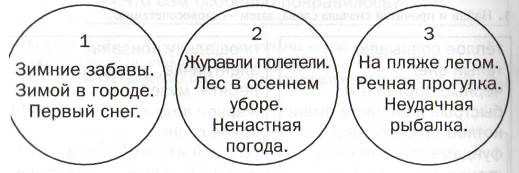 1
Зимние забавы.
Зимой в городе.
Первый снег.
2
Журавли полетели.
Лес в осеннем
уборе.
Ненастная
погода.
3
На пляже летом.
Речная прогулка.
Неудачная
рыбалка.